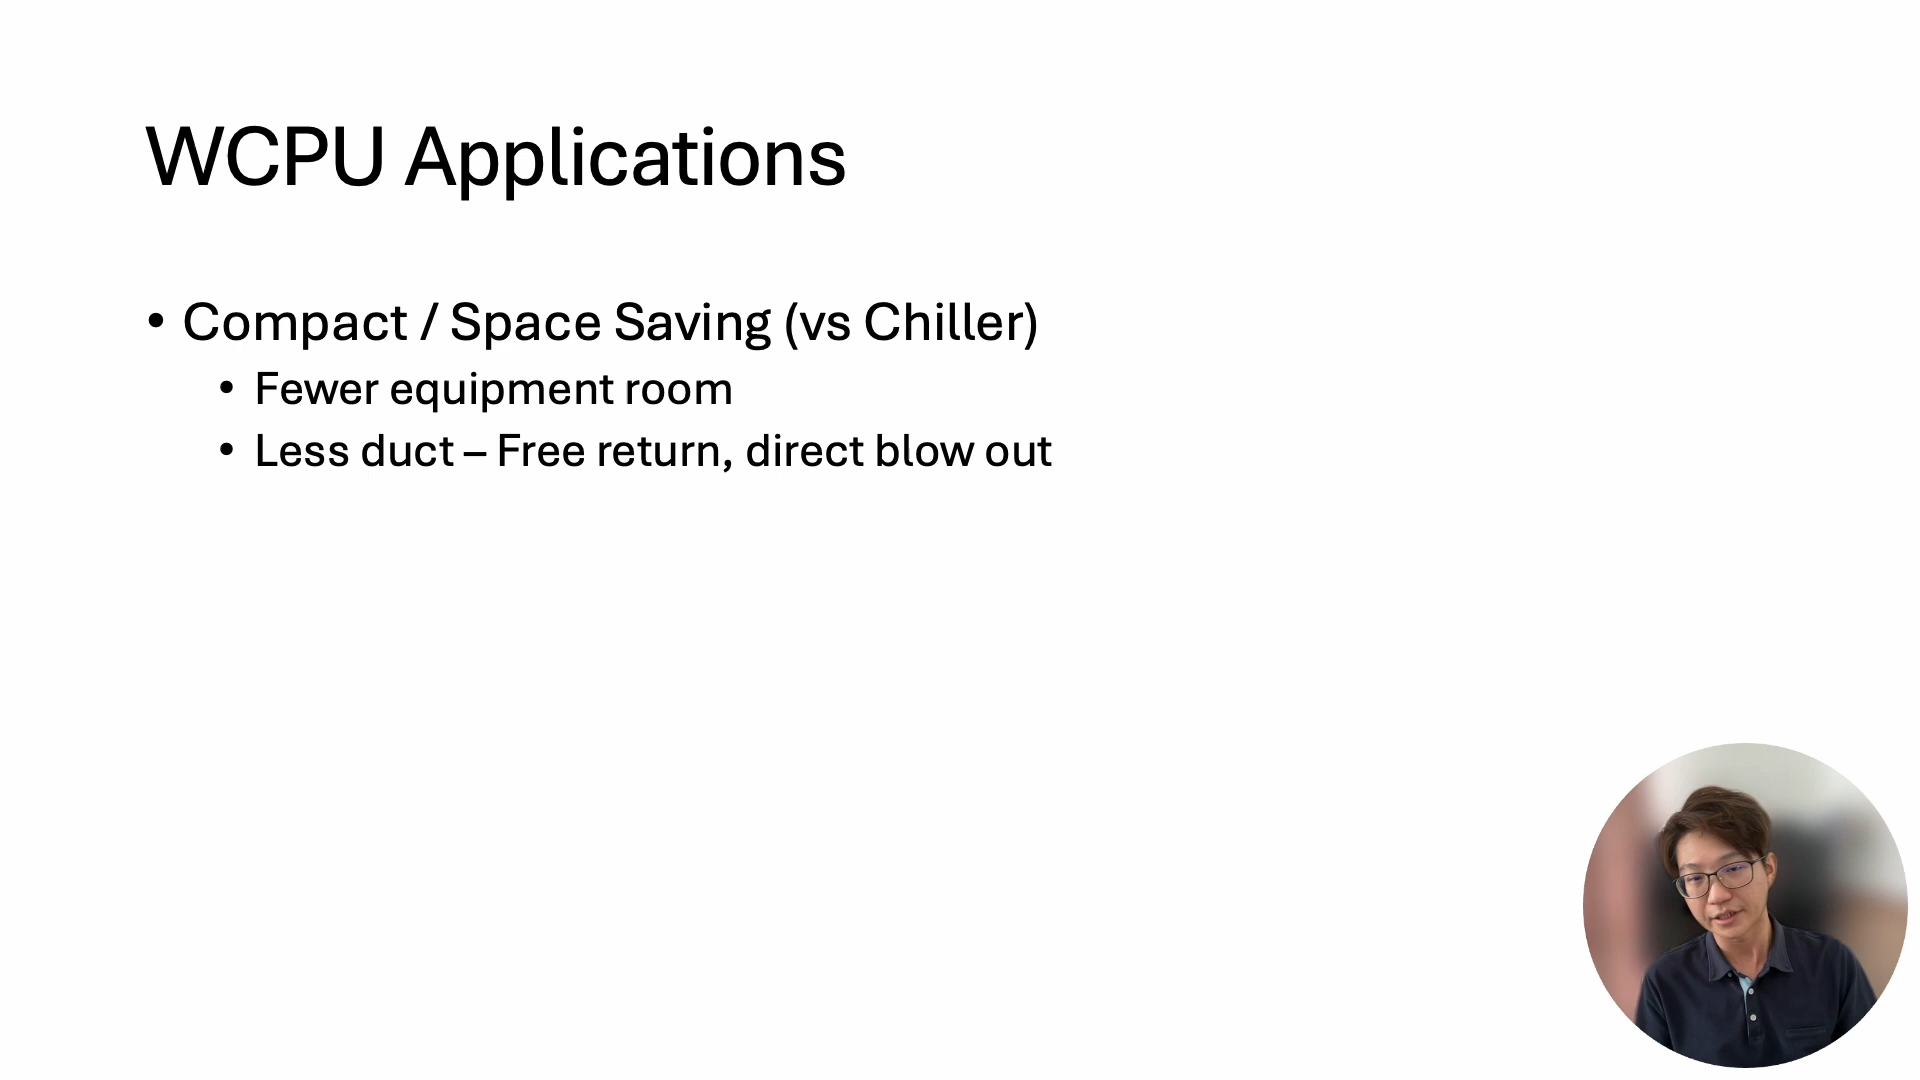 WCPU Applications
• Compact / Space Saving (vs Chiller)
• Fewer equipment room
• Less duct – Free return, direct blow out